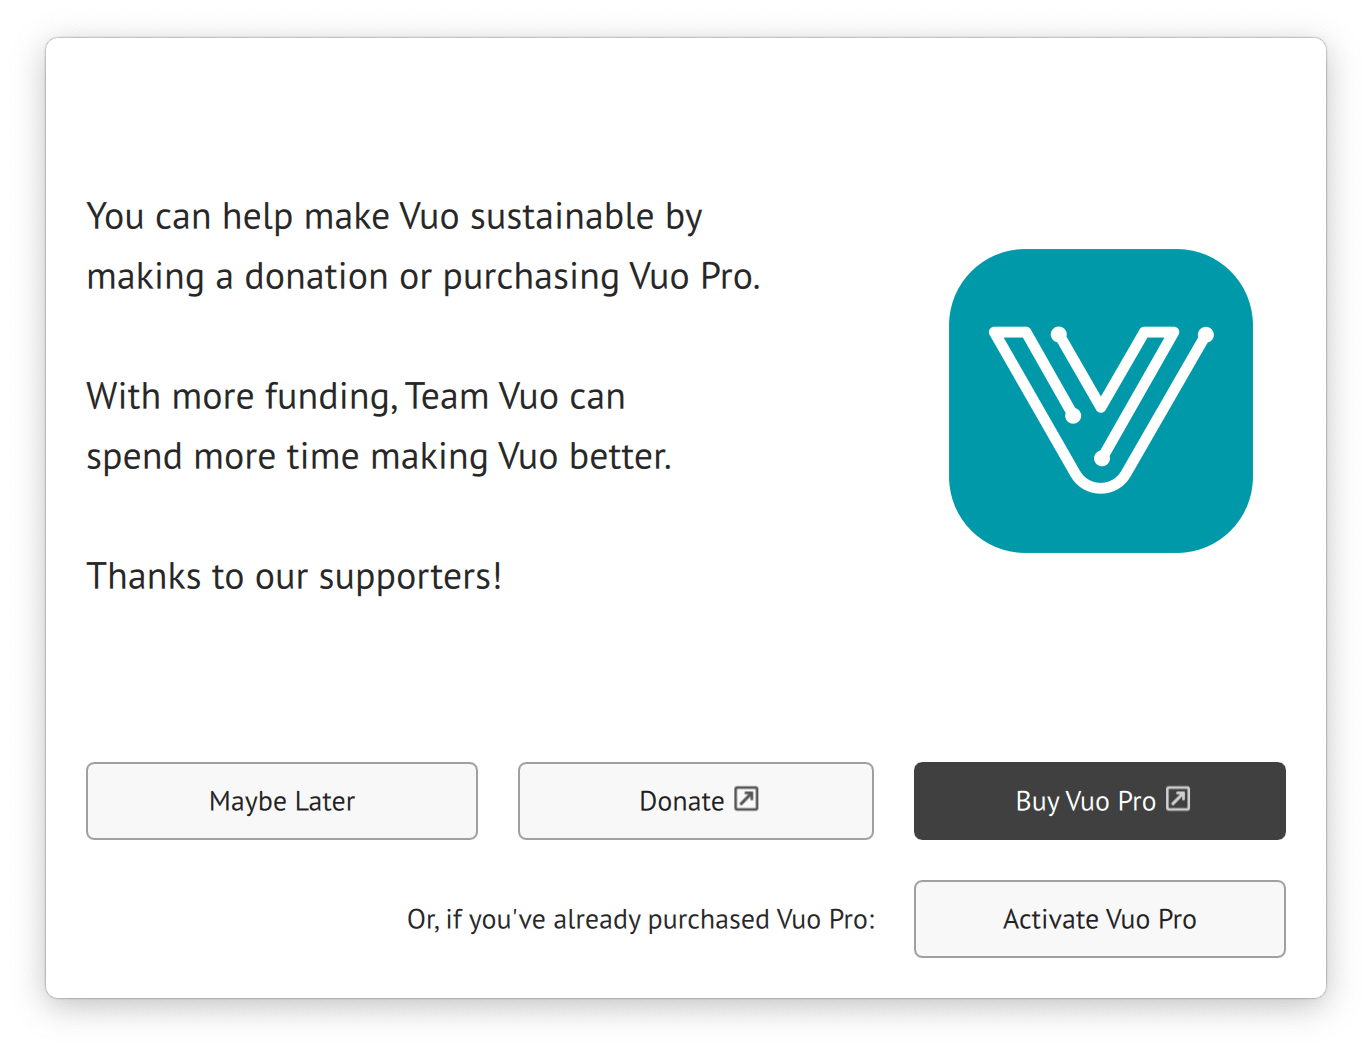 You can help make Vuo sustainable by
making a donation or purchasing Vuo Pro.
With more funding, Team Vuo can
spend more time making Vuo better.
Thanks to our supporters!
Maybe Later
Donate
Buy Vuo Pro
Or, if you've already purchased Vuo Pro:
Activate Vuo Pro